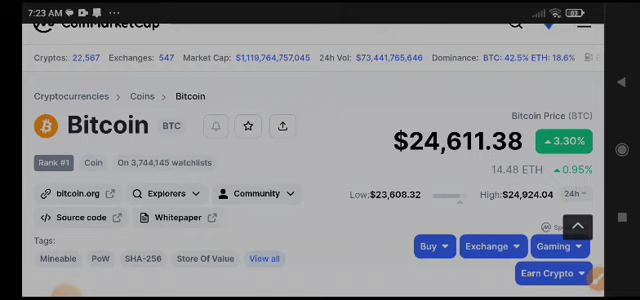 7:23 AM
CoinMarketCap
Cryptos: 22,567 Exchanges: 547 Market Cap: $1,119,764,757,045 24h Vol: $73,441,765,646 Dominance: BTC: 42.5% ETH: 18.6%
Cryptocurrencies > Coins > Bitcoin
Bitcoin BTC
Rank #1 Coin On 3,744,145 watchlists
bitcoin.org Explorers Community
Source code Whitepaper
Tags:
Mineable PoW SHA-256 Store Of Value View all
Bitcoin Price (BTC)
$24,611.38 3.30%
14.48 ETH 0.95%
Low:$23,608.32 High:$24,924.04 24h
Buy Exchange Gaming
Earn Crypto